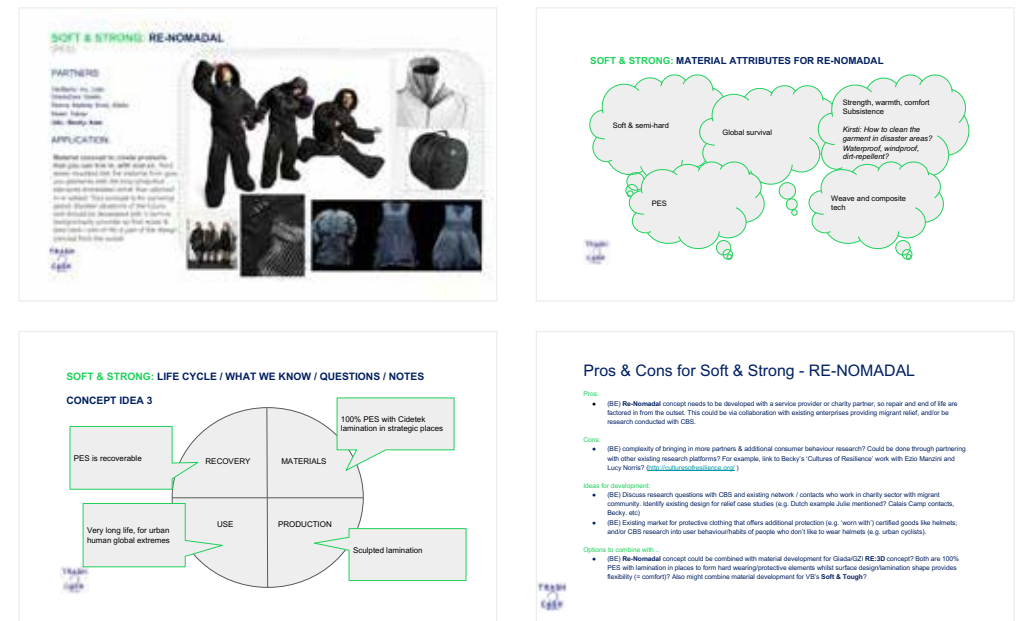 SOFT & STRONG: RE-NOMADAL
PARTNERS
APPLICATION
SOFT & STRONG: MATERIAL ATTRIBUTES FOR RE-NOMADAL
Soft & semi-hard
Global survival
Strength, warmth, comfort
Subsistence
Kirsti: How to clean the
garment in disaster areas?
Waterproof, windproof,
dirt-repellent?
PES
Weave and composite
tech
TRASH
2
CASH
SOFT & STRONG: LIFE CYCLE / WHAT WE KNOW / QUESTIONS / NOTES
CONCEPT IDEA 3
100% PES with Cidetek
lamination in strategic places
PES is recoverable
RECOVERY
MATERIALS
Very long life, for urban
human global extremes
USE
PRODUCTION
Sculpted lamination
TRASH
2
CASH
Pros & Cons for Soft & Strong - RE-NOMADAL
Pros:
● (BE) Re-Nomadal concept needs to be developed with a service provider or charity partner, so repair and end of life are
factored in from the outset. This could be via collaboration with existing enterprises providing migrant relief, and/or be
research conducted with CBS.
Cons:
● (BE) complexity of bringing in more partners & additional consumer behaviour research? Could be done through partnering
with other existing research platforms? For example, link to Becky's 'Cultures of Resilience' work with Ezio Manzini and
Lucy Norris? (http://culturesofresilience.org/ )
Ideas for development:
● (BE) Discuss research questions with CBS and existing network / contacts who work in charity sector with migrant
community. Identify existing design for relief case studies (e.g. Dutch example Julie mentioned? Calais Camp contacts,
Becky. etc)
● (BE) Existing market for protective clothing that offers additional protection (e.g. 'worn with') certified goods like helmets;
and/or CBS research into user behaviour/habits of people who don't like to wear helmets (e.g. urban cyclists).
Options to combine with...
● (BE) Re-Nomadal concept could be combined with material development for Giada/GZI RE:3D concept? Both are 100%
PES with lamination in places to form hard wearing/protective elements whilst surface design/lamination shape provides
flexibility (= comfort)? Also might combine material development for VB's Soft & Tough?
TRASH
2
CASH